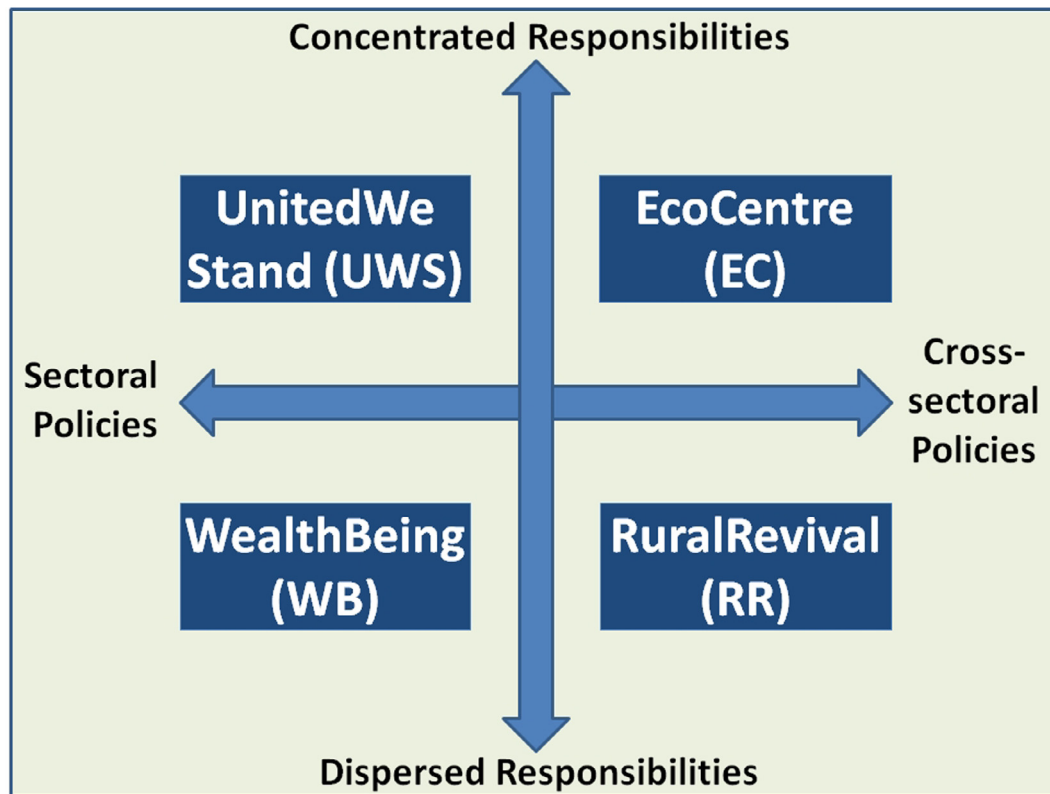 Concentrated Responsibilities
UnitedWe
Stand (UWS)
EcoCentre
(EC)
Sectoral
Policies
Cross-
sectoral
Policies
WealthBeing
(WB)
RuralRevival
(RR)
Dispersed Responsibilities